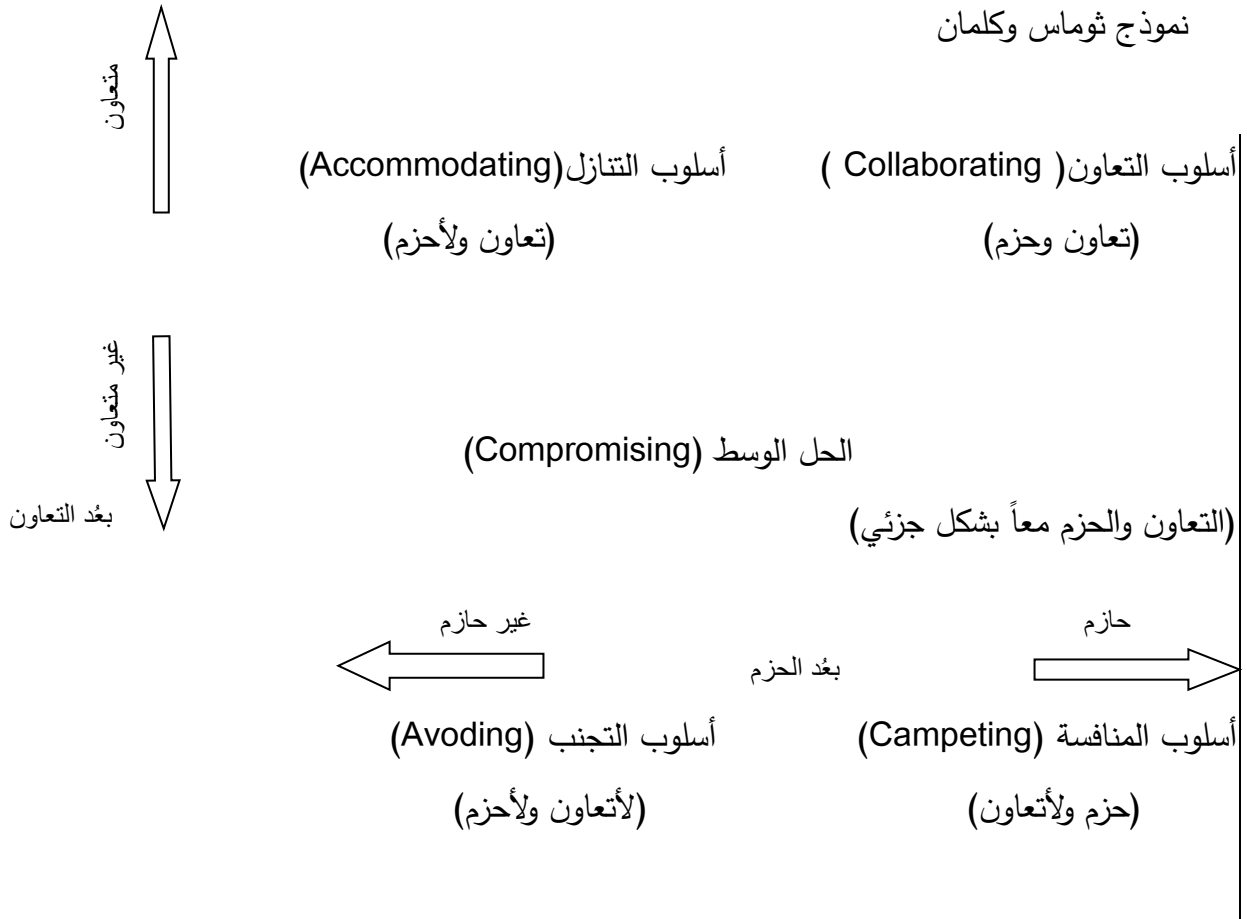 نموذج ثوماس وكلمان
متعاون
أسلوب التعاون( Collaborating )
أسلوب التنازل(Accommodating)
(تعاون وحزم)
(تعاون ولأحزم)
غير متعاون
الحل الوسط (Compromising)
(التعاون والحزم معاً بشكل جزئي)
بعُد التعاون
حازم
غير حازم
بعُد الحزم
أسلوب المنافسة (Campeting)
أسلوب التجنب (Avoding)
(حزم ولأتعاون)
(لأتعاون ولأحزم)